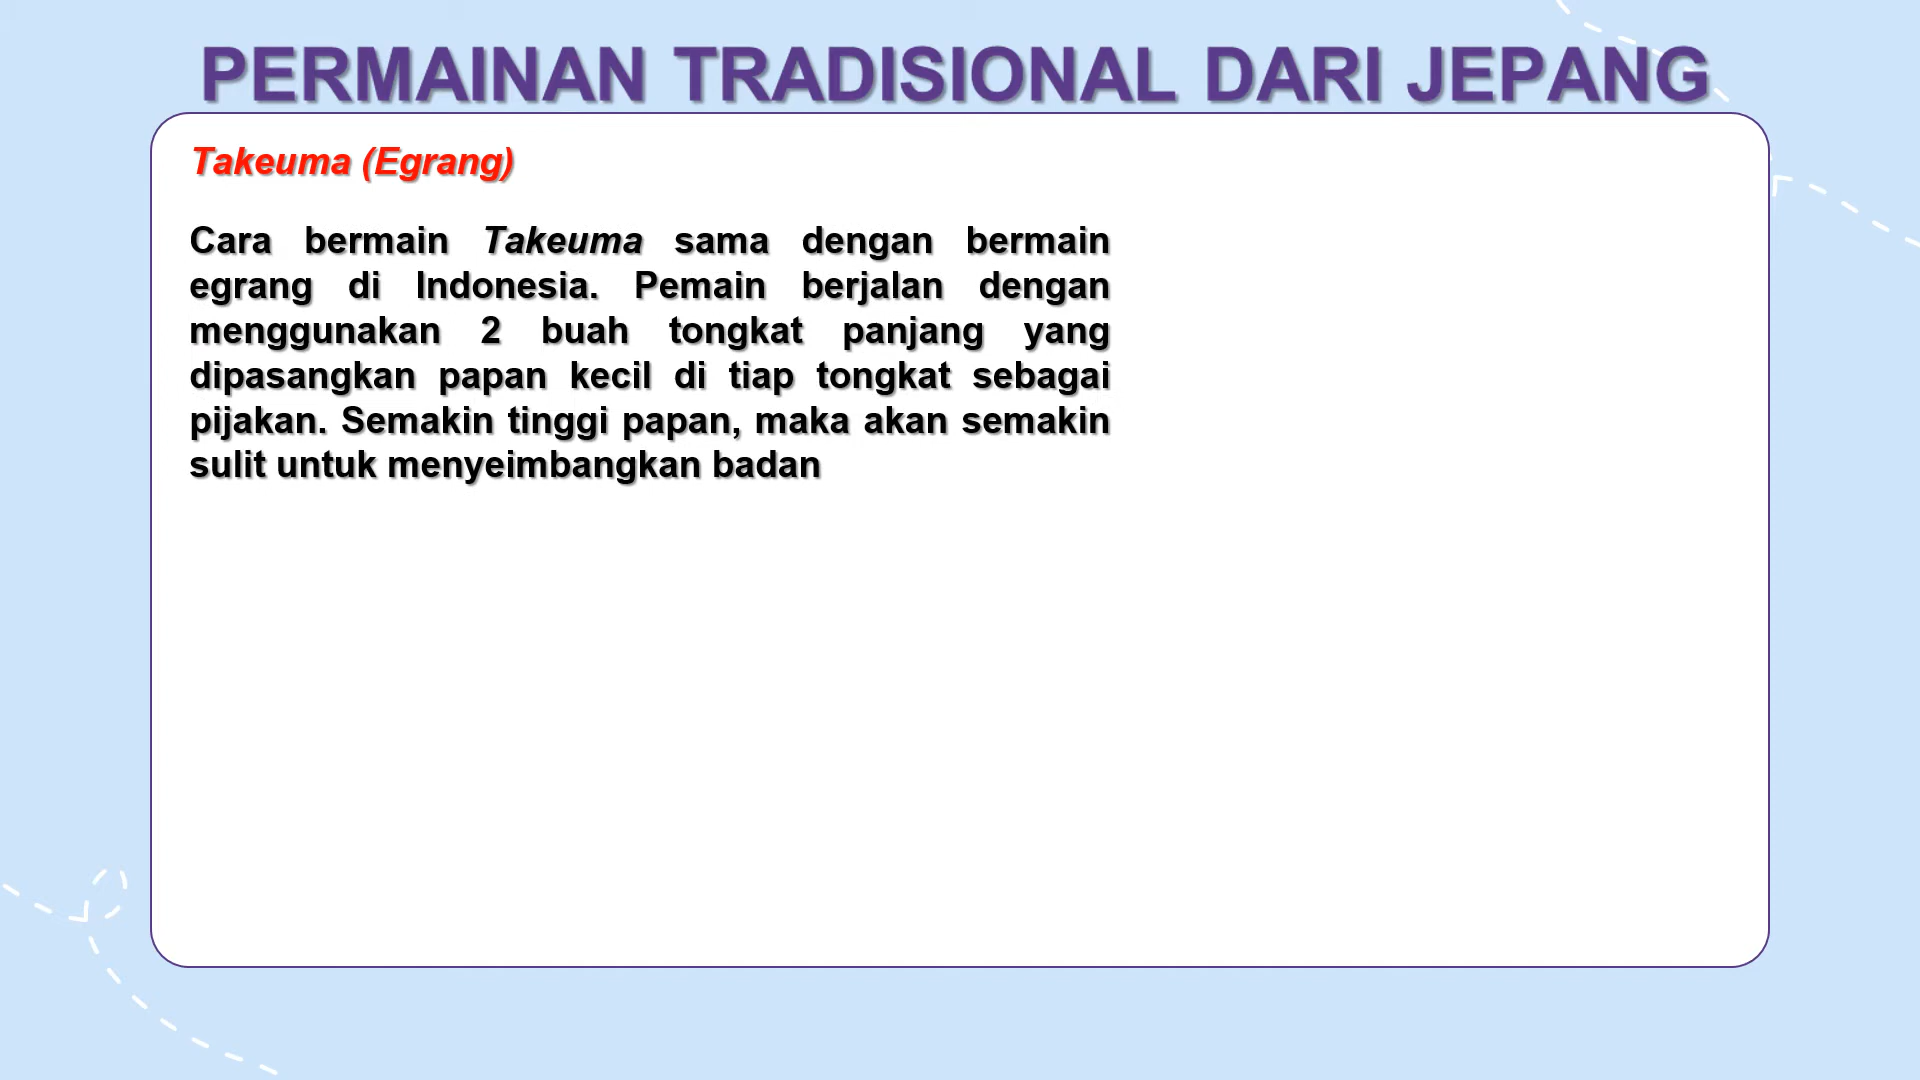 PERMAINAN TRADISIONAL DARI JEPANG
Takeuma (Egrang)
Cara bermain Takeuma sama dengan bermain
egrang di Indonesia. Pemain berjalan dengan
menggunakan 2 buah tongkat panjang yang
dipasangkan papan kecil di tiap tongkat sebagai
pijakan. Semakin tinggi papan, maka akan semakin
sulit untuk menyeimbangkan badan